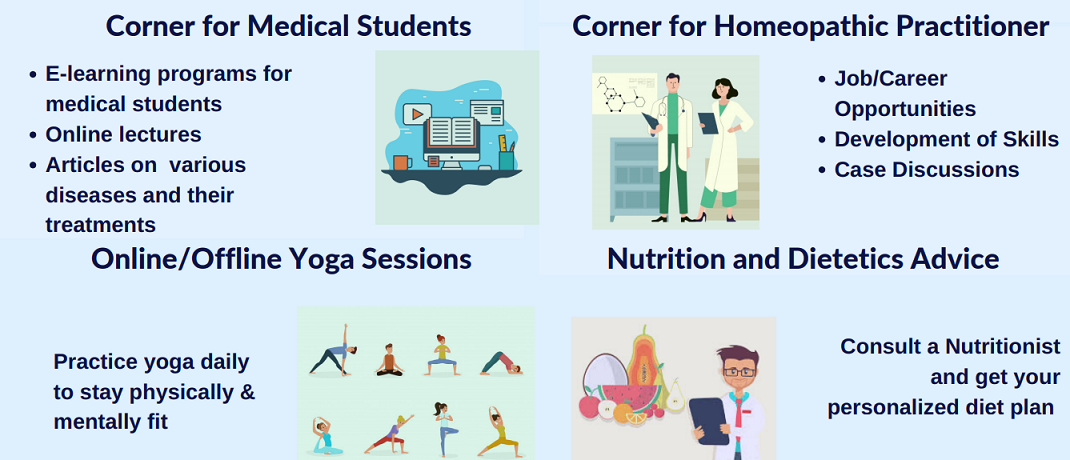 Corner for Medical Students
• E-learning programs for
medical students
• Online lectures
• Articles on  various
diseases and their
treatments
Corner for Homeopathic Practitioner
• Job/Career
Opportunities
• Development of Skills
• Case Discussions
Online/Offline Yoga Sessions
Practice yoga daily
to stay physically &
mentally fit
Nutrition and Dietetics Advice
Consult a Nutritionist
and get your
personalized diet plan